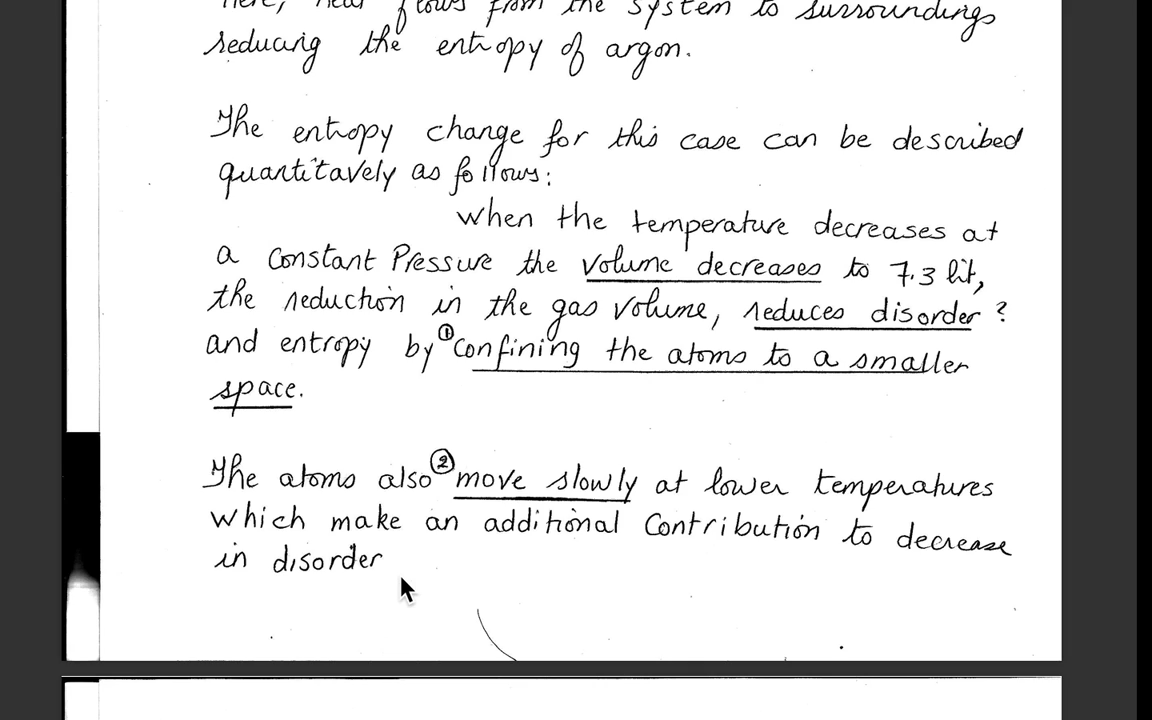 here, heat flows from the system to surroundings
reducing the entropy of argon.
The entropy change for this case can be described
quantitavely as follows:
when the temperature decreases at
a constant Pressure the volume decreases to 7.3 lit,
the reduction in the gas volume, reduces disorder ?
and entropy by ① confining the atoms to a smaller
space.
The atoms also ② move slowly at lower temperatures
which make an additional contribution to decrease
in disorder